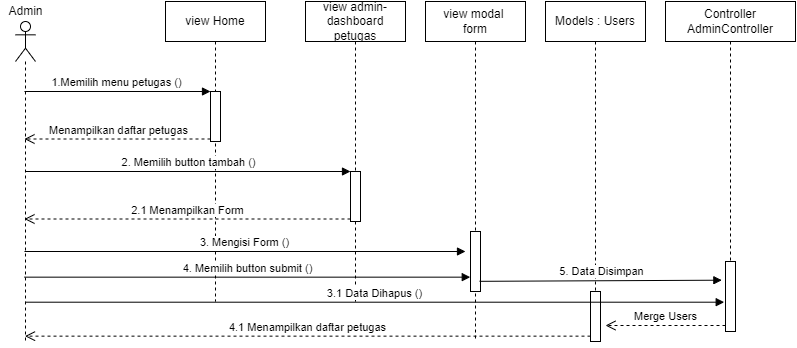 Admin
view Home
view admin-
dashboard
petugas
view modal
form
Models : Users
Controller
AdminController
1.Memilih menu petugas ()
Menampilkan daftar petugas
2. Memilih button tambah ()
2.1 Menampilkan Form
3. Mengisi Form ()
4. Memilih button submit ()
5. Data Disimpan
3.1 Data Dihapus ()
Merge Users
4.1 Menampilkan daftar petugas